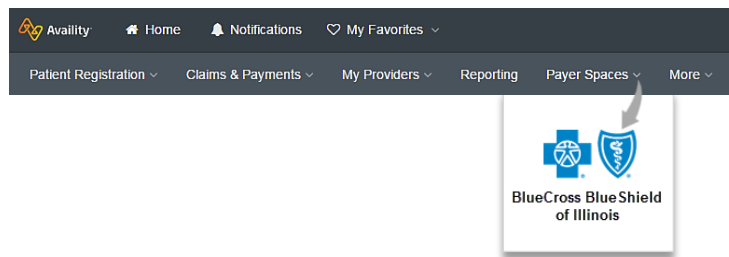 Availity Home Notifications My Favorites
Patient Registration Claims & Payments My Providers Reporting Payer Spaces More
BlueCross BlueShield
of Illinois